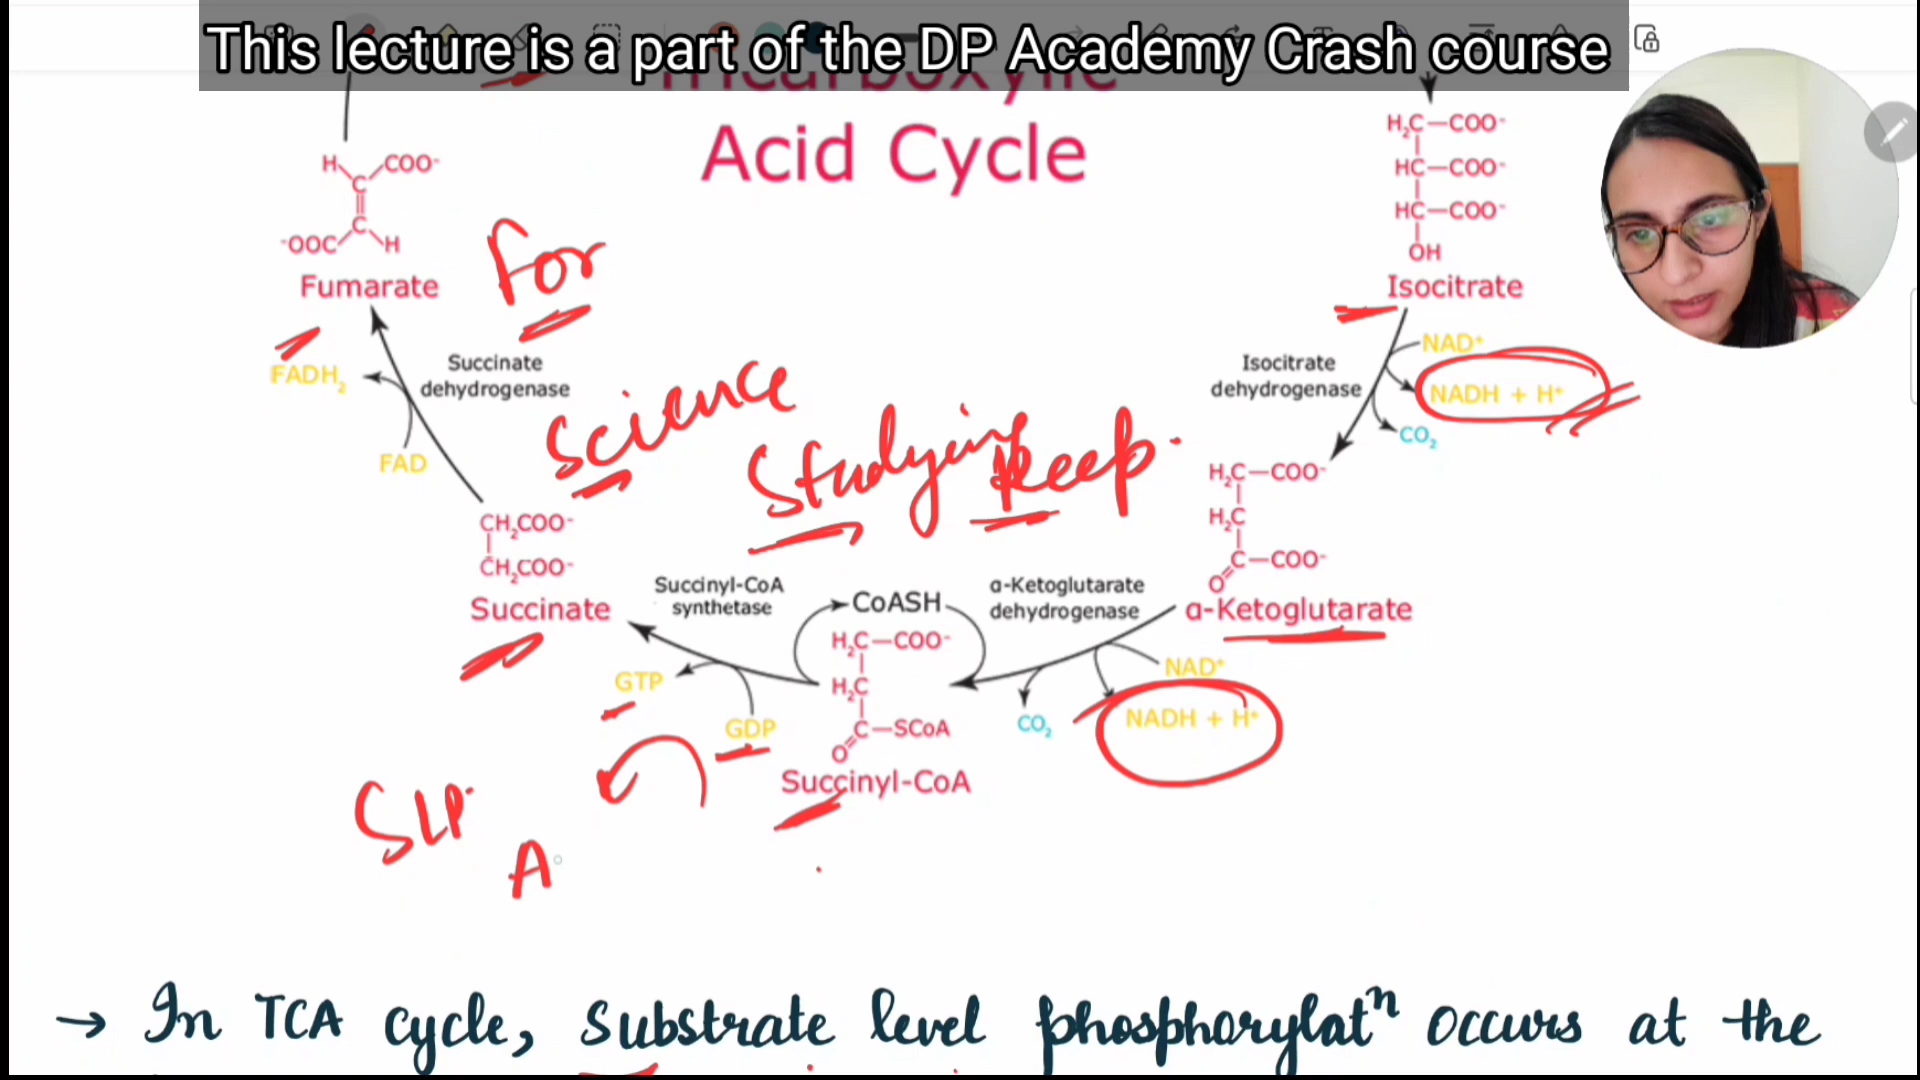 This lecture is a part of the DP Academy Crash course
Tricarboxylic
Acid Cycle
H COO-
C
C
-OOC H
Fumarate
FADH2
Succinate
dehydrogenase
FAD
For
Science
Studying Keep.
H2C—COO-
HC—COO-
HC—COO-
OH
Isocitrate
Isocitrate
dehydrogenase
NAD+
NADH + H+
CO2
H2C—COO-
H2C
C—COO-
O
α-Ketoglutarate
α-Ketoglutarate
dehydrogenase
NAD+
NADH + H+
CO2
CoASH
H2C—COO-
H2C
C—SCoA
O
Succinyl-CoA
Succinyl-CoA
synthetase
GTP
GDP
CH2COO-
CH2COO-
Succinate
SLP.
A
→ In TCA cycle, substrate level phosphorylatn occurs at the